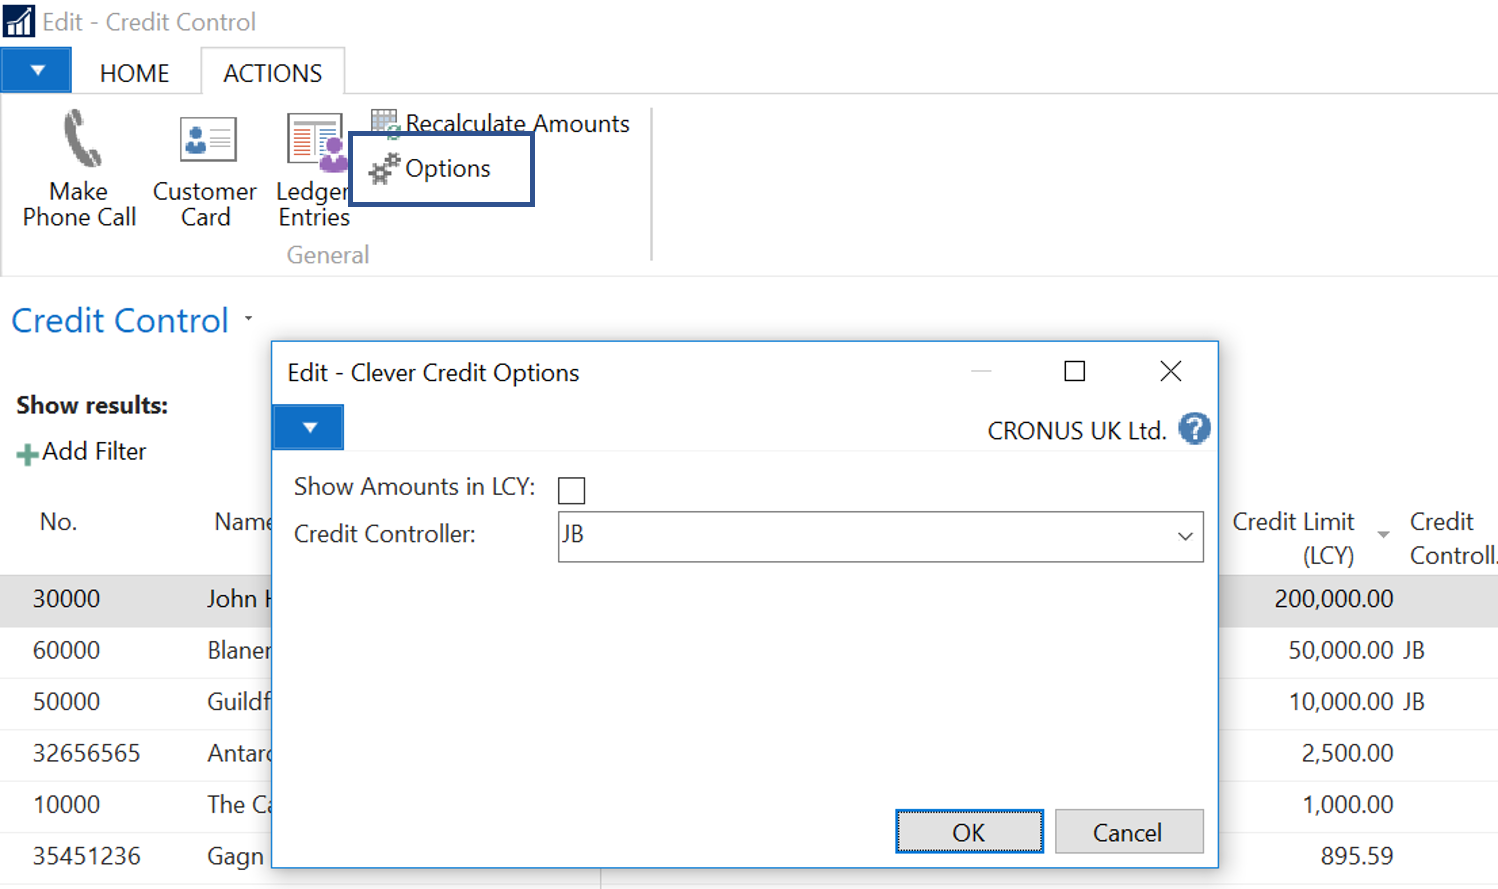 Edit - Credit Control
HOME
ACTIONS
Make
Phone Call
Customer
Card
Ledger
Entries
Recalculate Amounts
Options
General
Credit Control
Show results:
Add Filter
No.
Name
Credit Limit
(LCY)
Credit
Controll.
30000
John H
200,000.00
60000
Blaner
50,000.00 JB
50000
Guildf
10,000.00 JB
32656565
Antarc
2,500.00
10000
The Ca
1,000.00
35451236
Gagn
895.59
Edit - Clever Credit Options
CRONUS UK Ltd. ?
Show Amounts in LCY:
Credit Controller:
JB
OK
Cancel